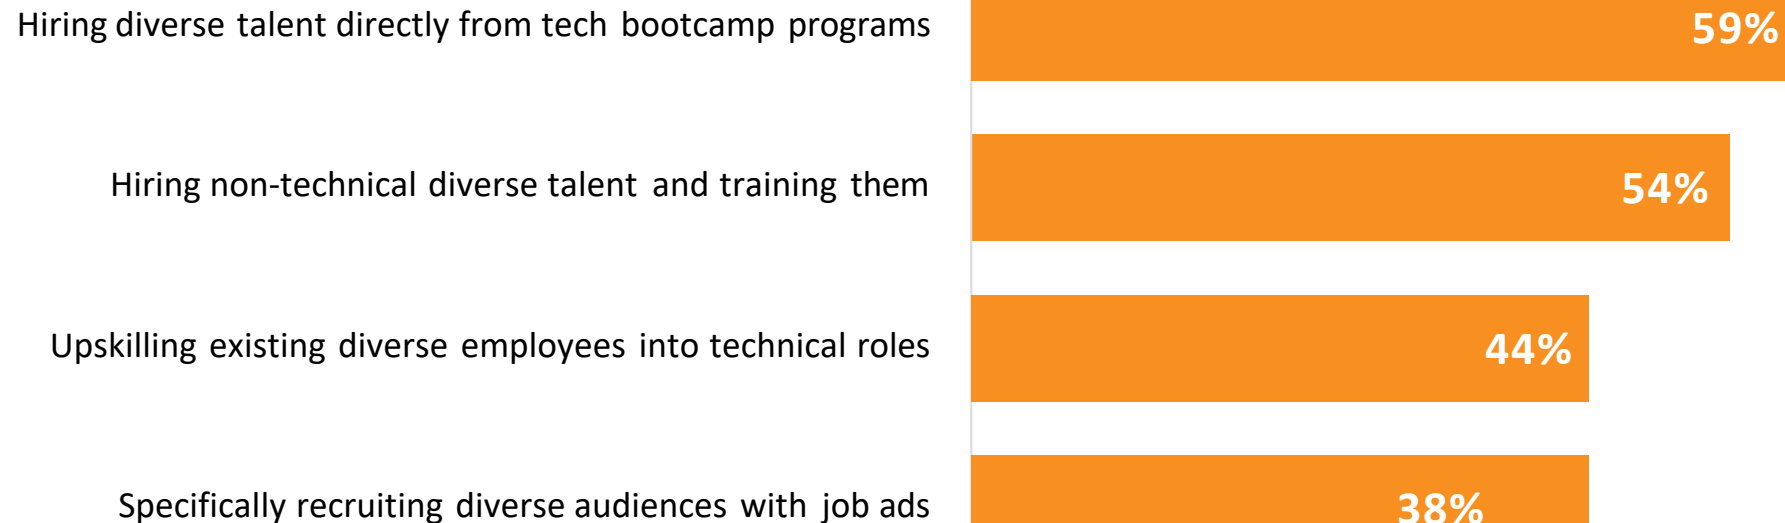 Hiring diverse talent directly from tech bootcamp programs 59%
Hiring non-technical diverse talent and training them 54%
Upskilling existing diverse employees into technical roles 44%
Specifically recruiting diverse audiences with job ads 38%